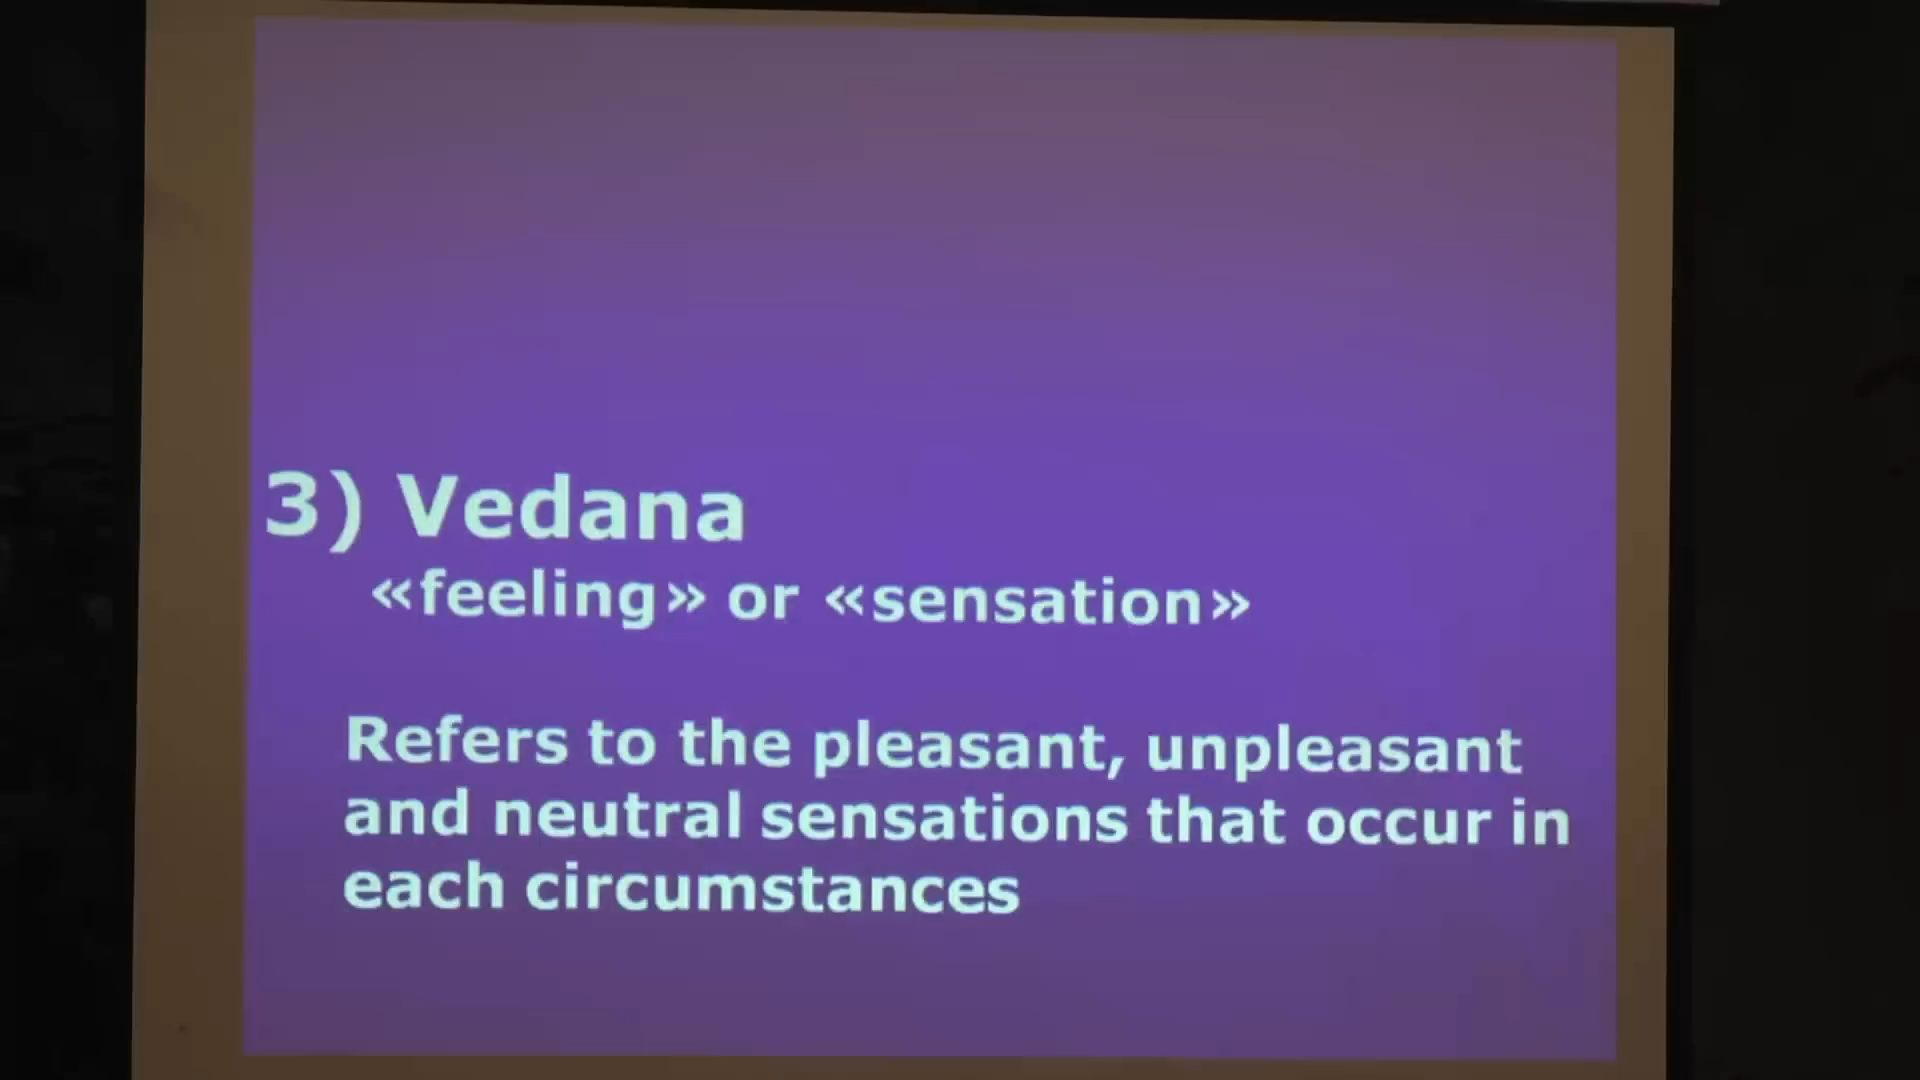 3) Vedana
«feeling» or «sensation»
Refers to the pleasant, unpleasant
and neutral sensations that occur in
each circumstances